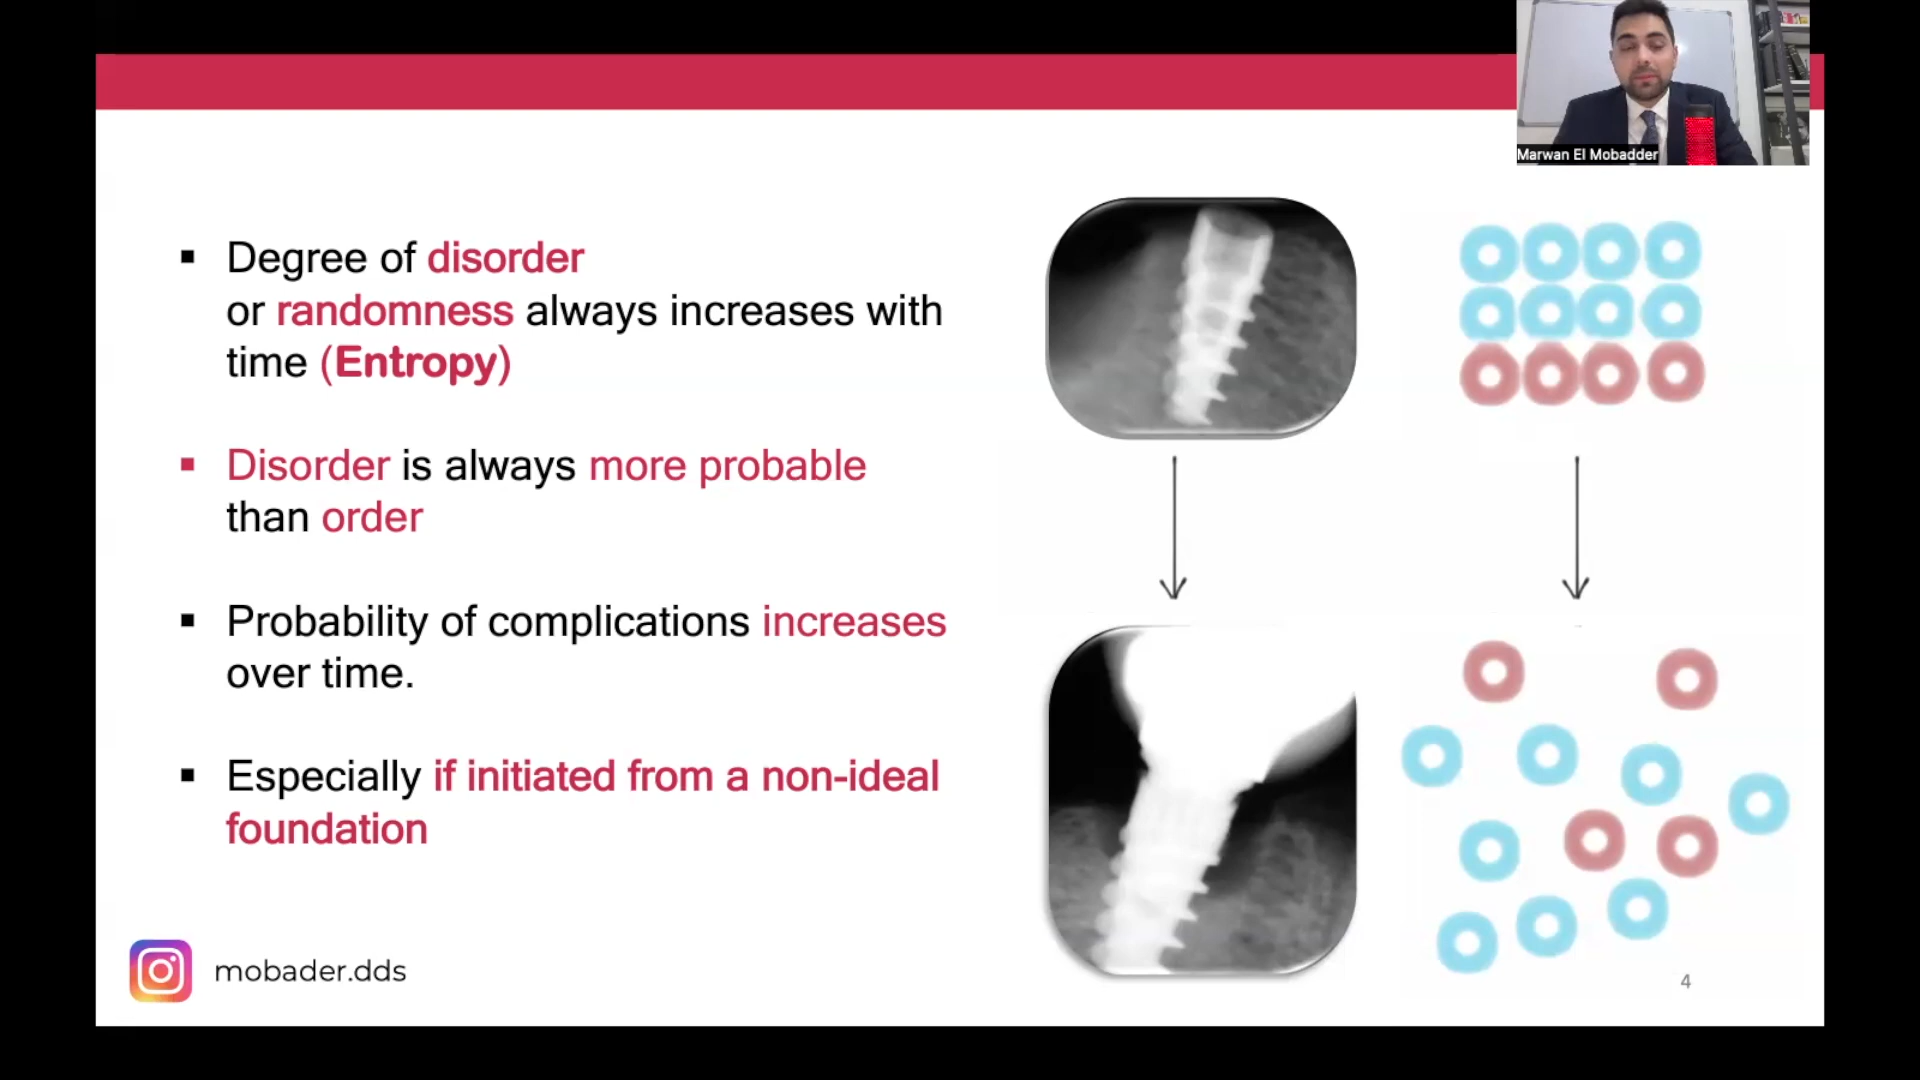 Marwan El Mobadder
▪ Degree of disorder
or randomness always increases with
time (Entropy)
▪ Disorder is always more probable
than order
▪ Probability of complications increases
over time.
▪ Especially if initiated from a non-ideal
foundation
mobader.dds
4